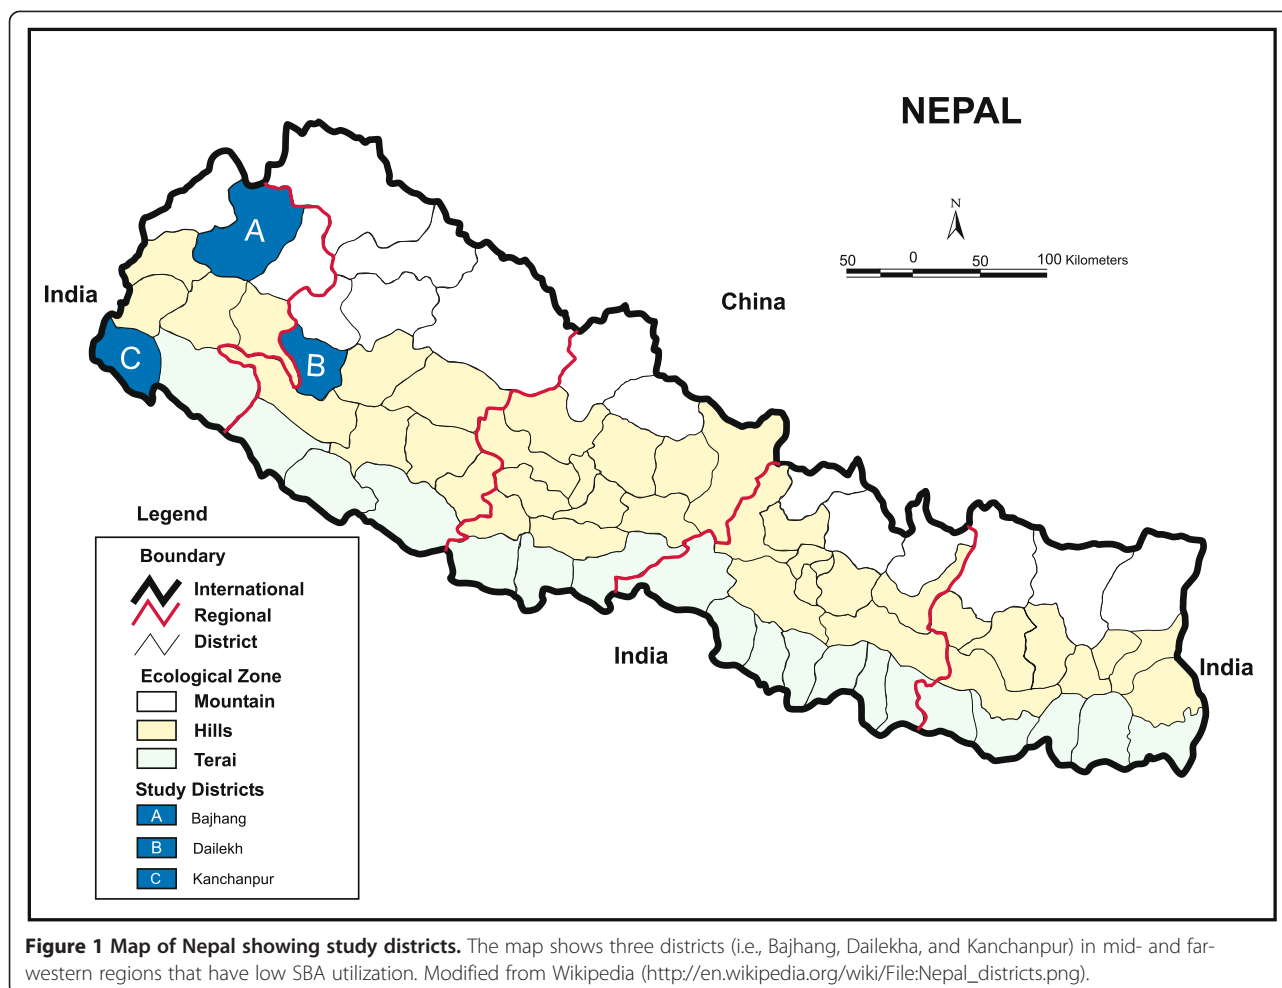 NEPAL
N
50 0 50 100 Kilometers
A
India
China
C
B
Legend
Boundary
International
Regional
District
India
India
Ecological Zone
Mountain
Hills
Terai
Study Districts
A Bajhang
B Dailekh
C Kanchanpur
Figure 1 Map of Nepal showing study districts. The map shows three districts (i.e., Bajhang, Dailekha, and Kanchanpur) in mid- and far-
western regions that have low SBA utilization. Modified from Wikipedia (http://en.wikipedia.org/wiki/File:Nepal_districts.png).